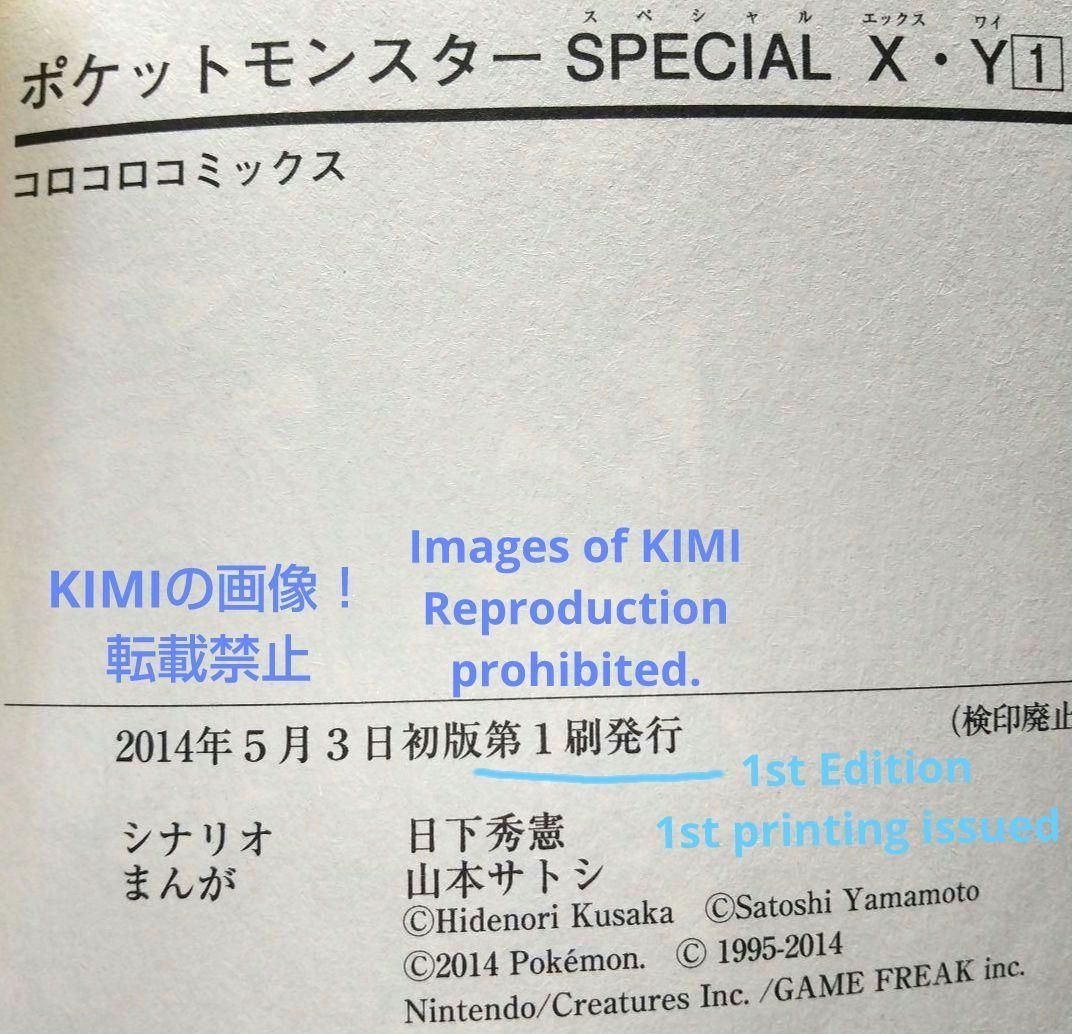 スペシャル エックス ワイ
ポケットモンスター SPECIAL X・Y 1
コロコロコミックス
KIMIの画像！
転載禁止
Images of KIMI
Reproduction
prohibited.
2014年5月3日初版第1刷発行
(検印廃止
1st Edition
1st printing issued
シナリオ 日下秀憲
まんが 山本サトシ
©Hidenori Kusaka ©Satoshi Yamamoto
©2014 Pokémon. © 1995-2014
Nintendo/Creatures Inc. /GAME FREAK inc.